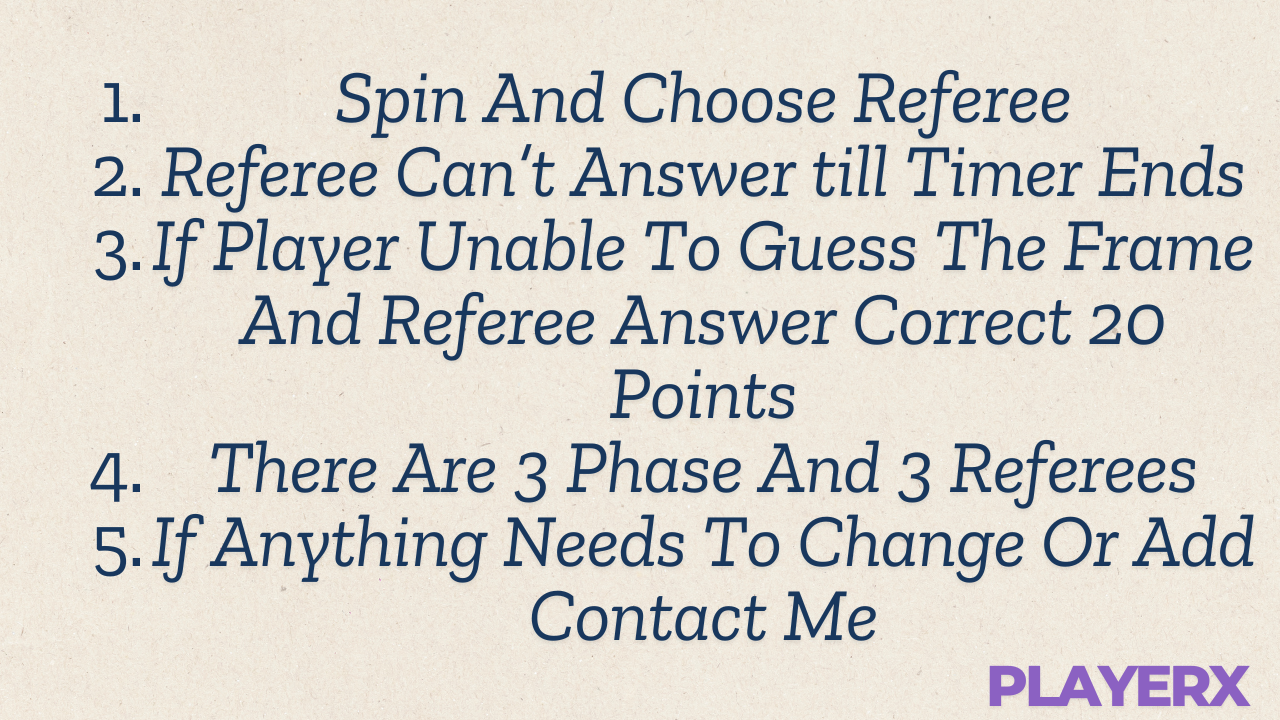 1. Spin And Choose Referee
2. Referee Can't Answer till Timer Ends
3. If Player Unable To Guess The Frame
And Referee Answer Correct 20
Points
4. There Are 3 Phase And 3 Referees
5. If Anything Needs To Change Or Add
Contact Me
PLAYERX